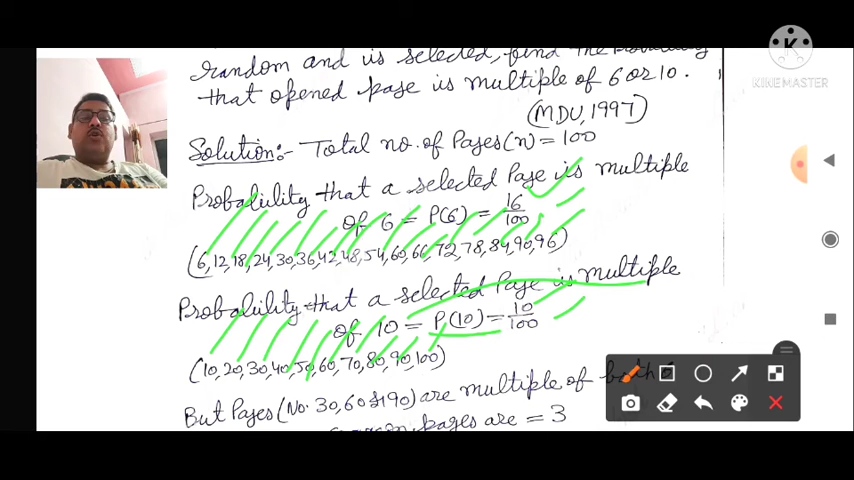 random and is selected, find the probability
that opened page is multiple of 6 or 10.
(MDU, 1997)
KINEMASTER
Solution:- Total no. of Pages (n) = 100
Probability that a selected Page is multiple
of 6 = P(6) = 16/100
(6,12,18,24,30,36,42,48,54,60,66,72,78,84,90,96)
Probability that a selected Page is multiple
of 10 = P(10) = 10/100
(10,20,30,40,50,60,70,80,90,100)
But Pages (No. 30,60 & 90) are multiple of both 6
pages are = 3